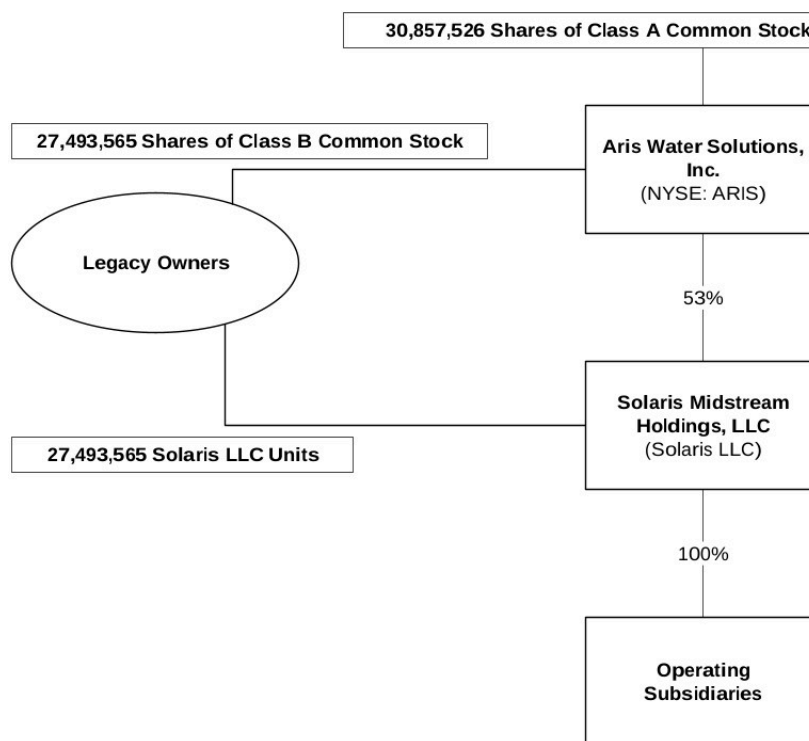 30,857,526 Shares of Class A Common Stock
27,493,565 Shares of Class B Common Stock
Aris Water Solutions,
Inc.
(NYSE: ARIS)
Legacy Owners
53%
Solaris Midstream
Holdings, LLC
(Solaris LLC)
27,493,565 Solaris LLC Units
100%
Operating
Subsidiaries